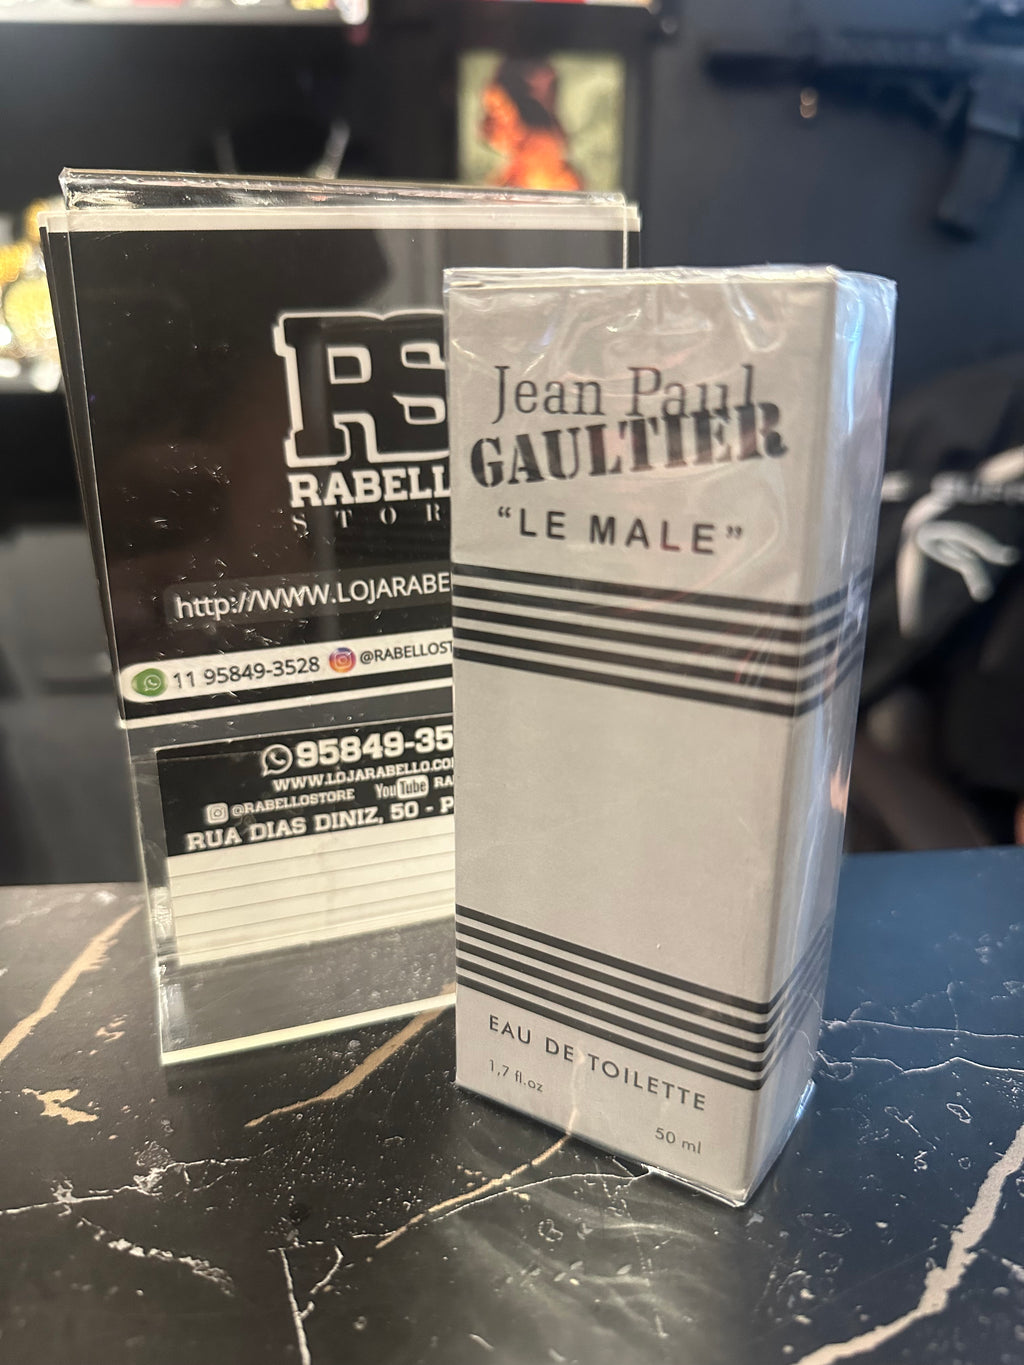 RS
RABELL
STOR
http://WWW.LOJARABE
11 95849-3528 @RABELLOST
95849-35
WWW.LOJARABELLO.CO
@RABELLOSTORE YouTube RA
RUA DIAS DINIZ, 50 - P
Jean Paul
GAULTIER
“LE MALE”
EAU DE TOILETTE
1,7 fl.oz
50 ml